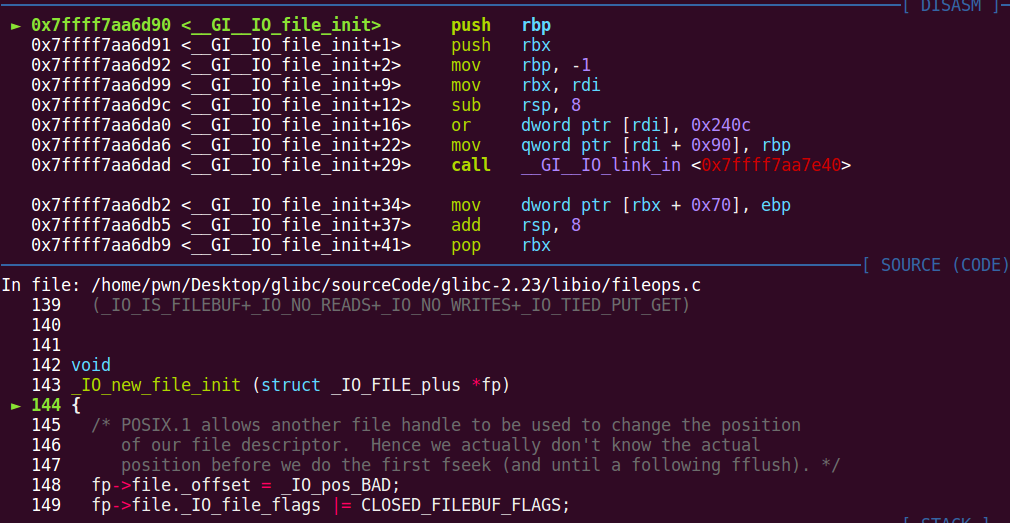 [ DISASM ]
► 0x7ffff7aa6d90 <__GI__IO_file_init> push rbp
0x7ffff7aa6d91 <__GI__IO_file_init+1> push rbx
0x7ffff7aa6d92 <__GI__IO_file_init+2> mov rbp, -1
0x7ffff7aa6d99 <__GI__IO_file_init+9> mov rbx, rdi
0x7ffff7aa6d9c <__GI__IO_file_init+12> sub rsp, 8
0x7ffff7aa6da0 <__GI__IO_file_init+16> or dword ptr [rdi], 0x240c
0x7ffff7aa6da6 <__GI__IO_file_init+22> mov qword ptr [rdi + 0x90], rbp
0x7ffff7aa6dad <__GI__IO_file_init+29> call __GI__IO_link_in <0x7ffff7aa7e40>
0x7ffff7aa6db2 <__GI__IO_file_init+34> mov dword ptr [rbx + 0x70], ebp
0x7ffff7aa6db5 <__GI__IO_file_init+37> add rsp, 8
0x7ffff7aa6db9 <__GI__IO_file_init+41> pop rbx
[ SOURCE (CODE)
In file: /home/pwn/Desktop/glibc/sourceCode/glibc-2.23/libio/fileops.c
139 (_IO_IS_FILEBUF+_IO_NO_READS+_IO_NO_WRITES+_IO_TIED_PUT_GET)
140
141
142 void
143 _IO_new_file_init (struct _IO_FILE_plus *fp)
► 144 {
145 /* POSIX.1 allows another file handle to be used to change the position
146 of our file descriptor. Hence we actually don't know the actual
147 position before we do the first fseek (and until a following fflush). */
148 fp->file._offset = _IO_pos_BAD;
149 fp->file._IO_file_flags |= CLOSED_FILEBUF_FLAGS;
[ STACK ]